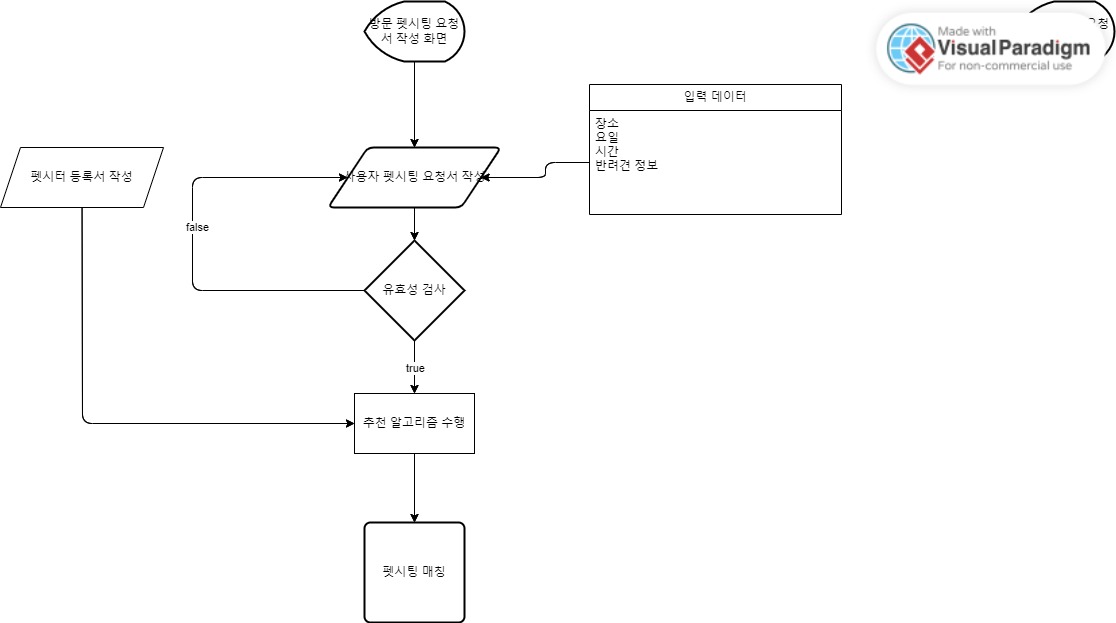 방문 펫시팅 요청
서 작성 화면
Made with
Visual Paradigm
For non-commercial use
입력 데이터
장소
요일
시간
반려견 정보
펫시터 등록서 작성
사용자 펫시팅 요청서 작성
false
유효성 검사
true
추천 알고리즘 수행
펫시팅 매칭